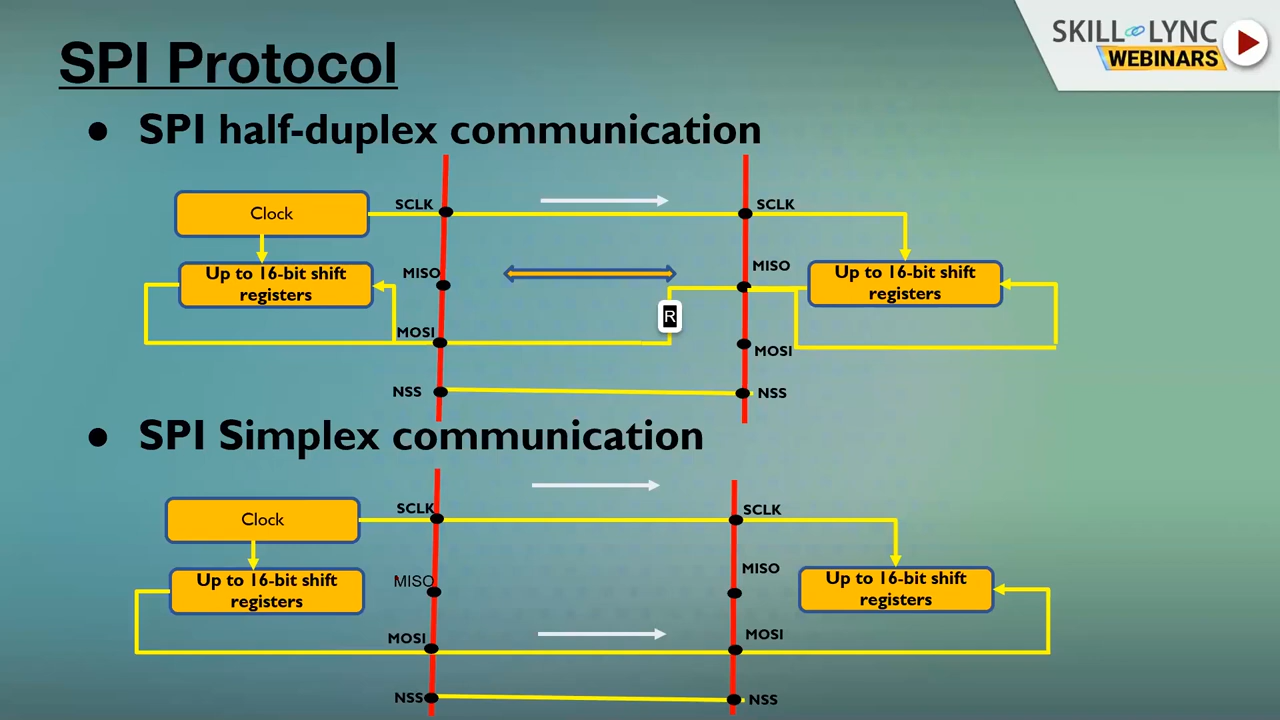 SKILL LYNC
WEBINARS
SPI Protocol
● SPI half-duplex communication
SCLK
SCLK
Clock
MISO
MISO
Up to 16-bit shift
registers
Up to 16-bit shift
registers
R
MOSI
MOSI
NSS
NSS
● SPI Simplex communication
SCLK
SCLK
Clock
MISO
MISO
Up to 16-bit shift
registers
Up to 16-bit shift
registers
MOSI
MOSI
NSS
NSS